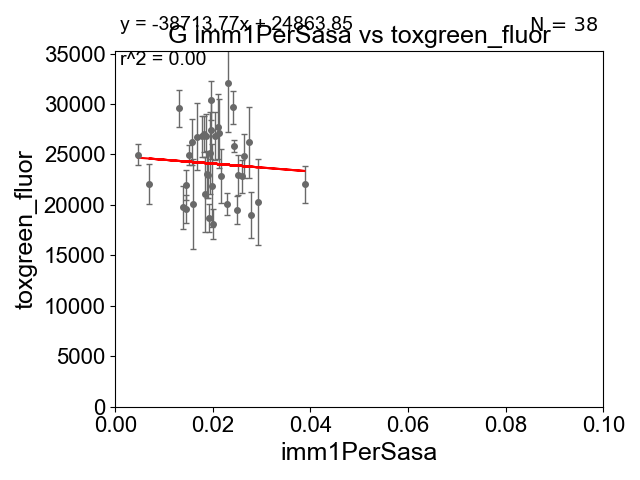 y = -38713.77x + 24863.85
N = 38
G imm1PerSasa vs toxgreen_fluor
r^2 = 0.00
toxgreen_fluor
35000
30000
25000
20000
15000
10000
5000
0
0.00 0.02 0.04 0.06 0.08 0.10
imm1PerSasa